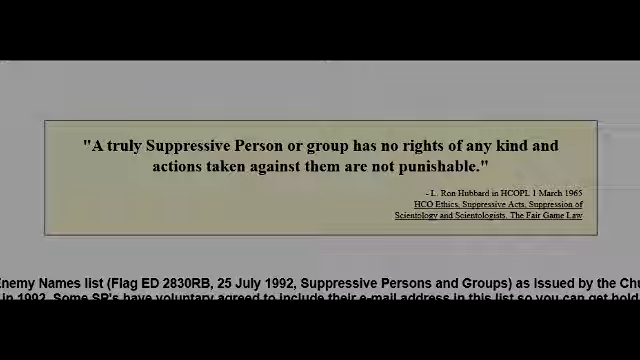 "A truly Suppressive Person or group has no rights of any kind and
actions taken against them are not punishable."
- L. Ron Hubbard in HCOPL 1 March 1965
HCO Ethics, Suppressive Acts, Suppression of
Scientology and Scientologists, The Fair Game Law
Enemy Names list (Flag ED 2830RB, 25 July 1992, Suppressive Persons and Groups) as issued by the Chu
in 1992. Some SP's have voluntary agreed to include their e-mail address in this list so you can get hold